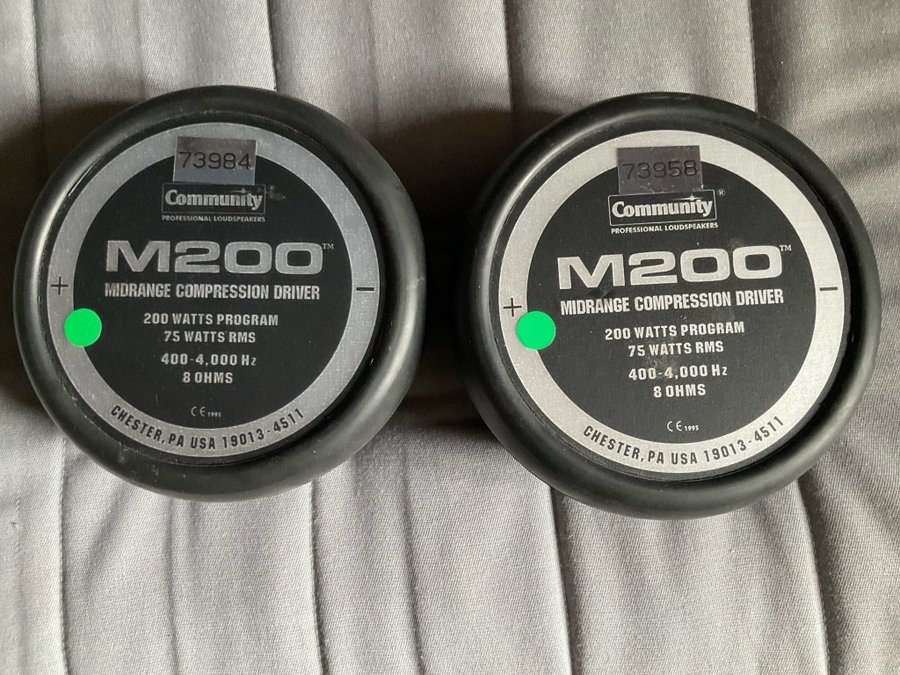 73984
Community
PROFESSIONAL LOUDSPEAKERS
M200™
MIDRANGE COMPRESSION DRIVER
+
−
200 WATTS PROGRAM
75 WATTS RMS
400-4,000 Hz
8 OHMS
CE 1995
CHESTER, PA USA 19013-4511
73958
Community®
PROFESSIONAL LOUDSPEAKERS
M200™
MIDRANGE COMPRESSION DRIVER
+
−
200 WATTS PROGRAM
75 WATTS RMS
400-4,000 Hz
8 OHMS
CE 1995
CHESTER, PA USA 19013-4511